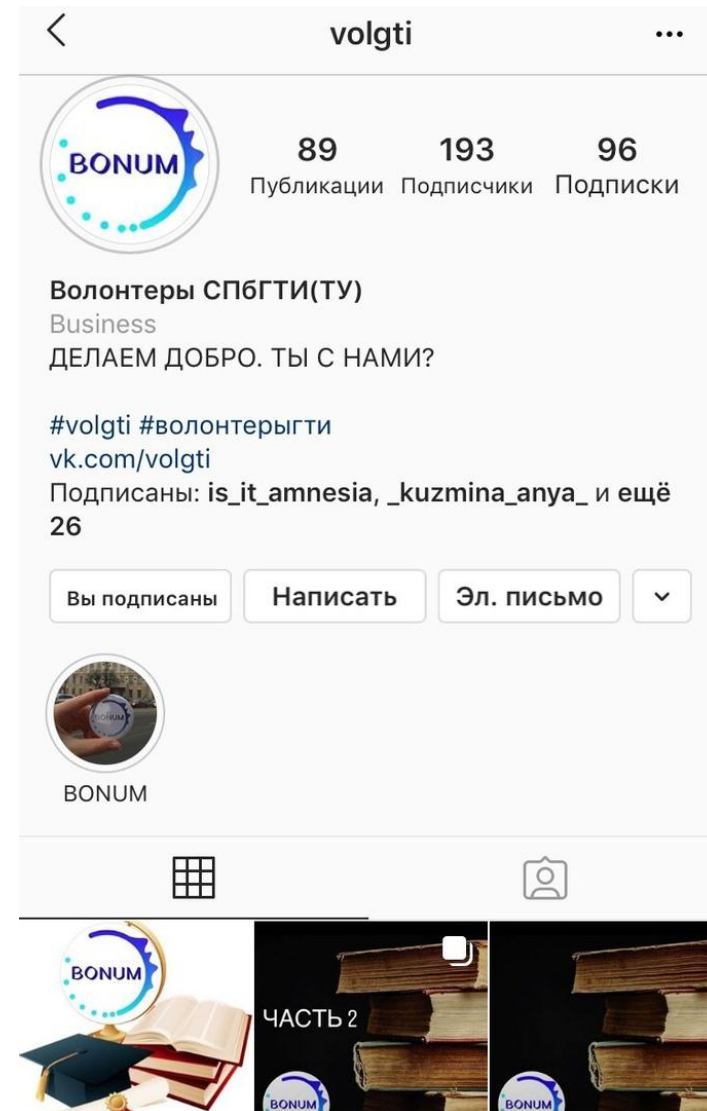 volgti
BONUM
89 193 96
Публикации Подписчики Подписки
Волонтеры СПбГТИ(ТУ)
Business
ДЕЛАЕМ ДОБРО. ТЫ С НАМИ?
#volgti #волонтерыгти
vk.com/volgti
Подписаны: is_it_amnesia, _kuzmina_anya_ и ещё
26
Вы подписаны Написать Эл. письмо
BONUM
BONUM
BONUM
ЧАСТЬ 2
BONUM
BONUM